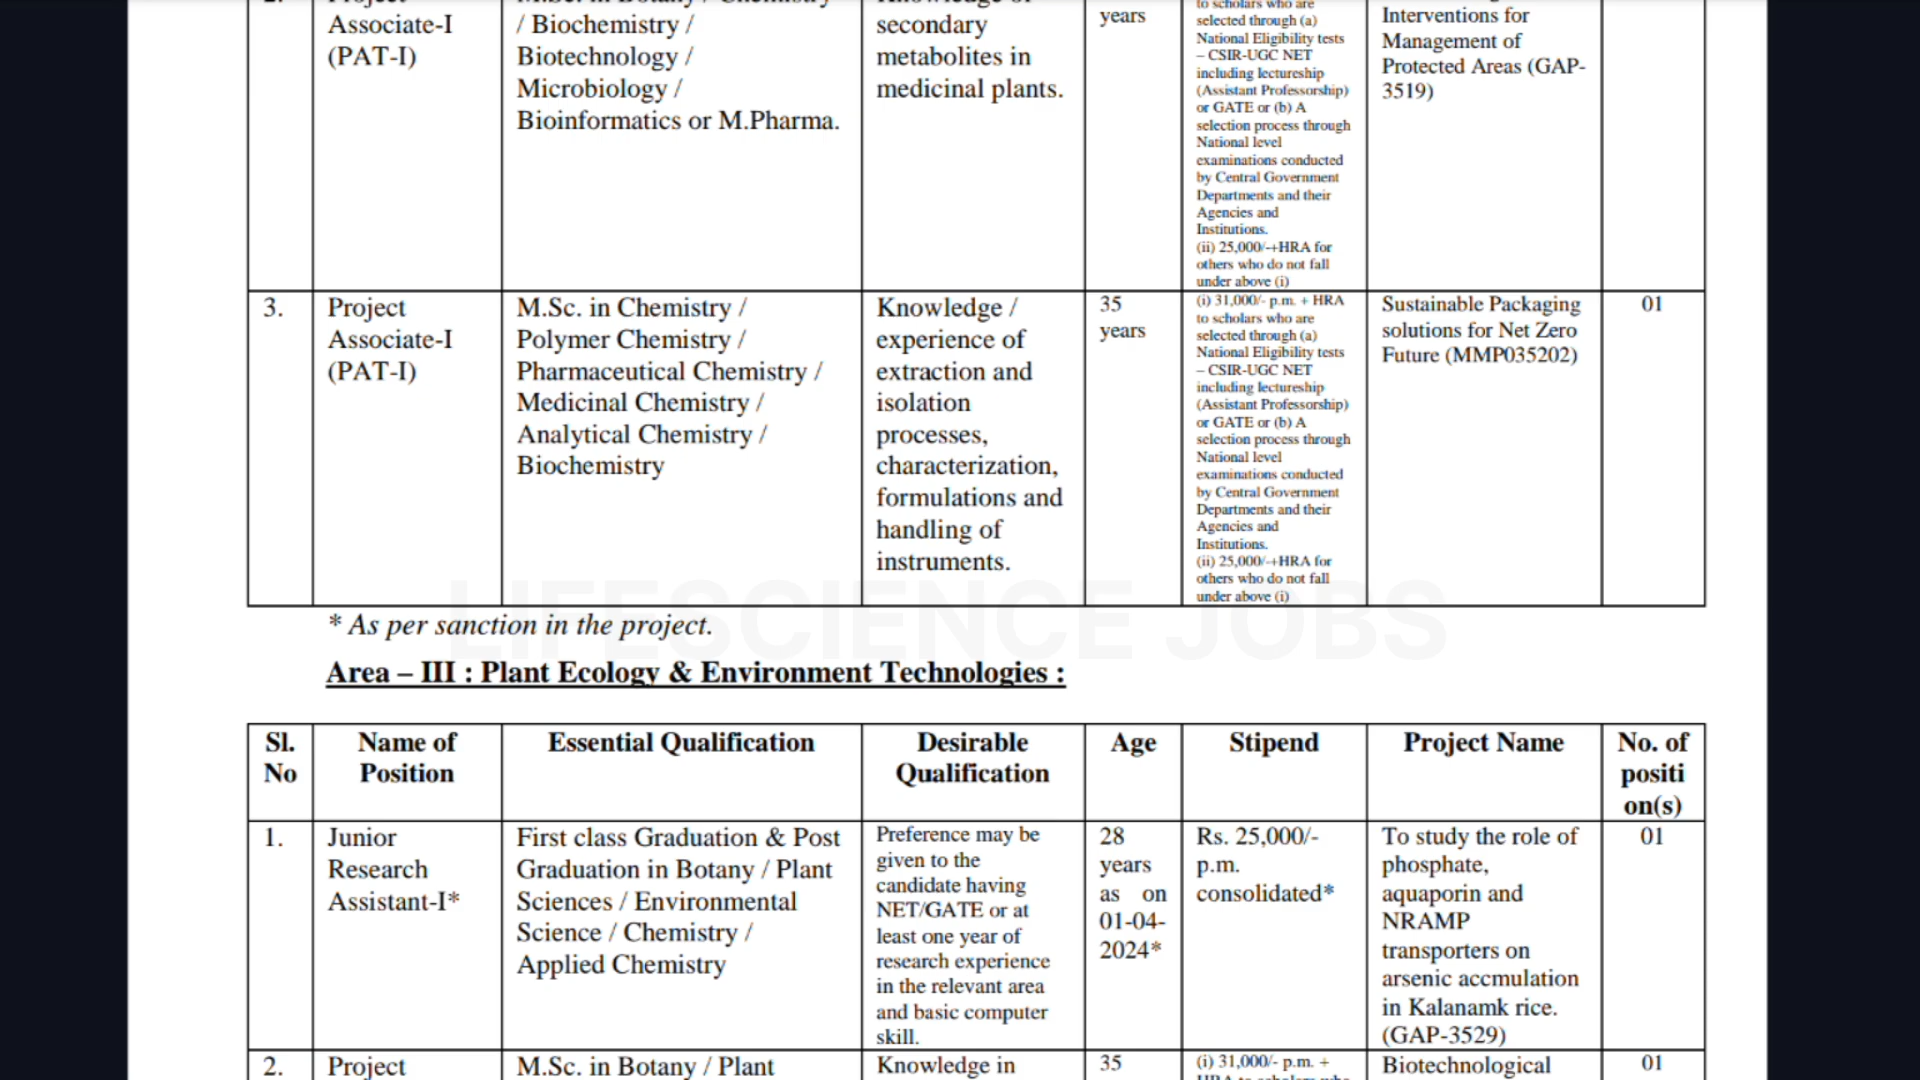 Associate-I
(PAT-I)
/ Biochemistry /
Biotechnology /
Microbiology /
Bioinformatics or M.Pharma.
secondary
metabolites in
medicinal plants.
years
to scholars who are
selected through (a)
National Eligibility tests
– CSIR-UGC NET
including lectureship
(Assistant Professorship)
or GATE or (b) A
selection process through
National level
examinations conducted
by Central Government
Departments and their
Agencies and
Institutions.
(ii) 25,000/-+HRA for
others who do not fall
under above (i)
Interventions for
Management of
Protected Areas (GAP-
3519)
3.
Project
Associate-I
(PAT-I)
M.Sc. in Chemistry /
Polymer Chemistry /
Pharmaceutical Chemistry /
Medicinal Chemistry /
Analytical Chemistry /
Biochemistry
Knowledge /
experience of
extraction and
isolation
processes,
characterization,
formulations and
handling of
instruments.
35
years
(i) 31,000/- p.m. + HRA
to scholars who are
selected through (a)
National Eligibility tests
– CSIR-UGC NET
including lectureship
(Assistant Professorship)
or GATE or (b) A
selection process through
National level
examinations conducted
by Central Government
Departments and their
Agencies and
Institutions.
(ii) 25,000/-+HRA for
others who do not fall
under above (i)
Sustainable Packaging
solutions for Net Zero
Future (MMP035202)
01
LIFESCIENCE JOBS
* As per sanction in the project.
Area – III : Plant Ecology & Environment Technologies :
Sl.
No
Name of
Position
Essential Qualification
Desirable
Qualification
Age
Stipend
Project Name
No. of
positi
on(s)
1.
Junior
Research
Assistant-I*
First class Graduation & Post
Graduation in Botany / Plant
Sciences / Environmental
Science / Chemistry /
Applied Chemistry
Preference may be
given to the
candidate having
NET/GATE or at
least one year of
research experience
in the relevant area
and basic computer
skill.
28
years
as on
01-04-
2024*
Rs. 25,000/-
p.m.
consolidated*
To study the role of
phosphate,
aquaporin and
NRAMP
transporters on
arsenic accmulation
in Kalanamk rice.
(GAP-3529)
01
2.
Project
M.Sc. in Botany / Plant
Knowledge in
35
(i) 31,000/- p.m. +
Biotechnological
01